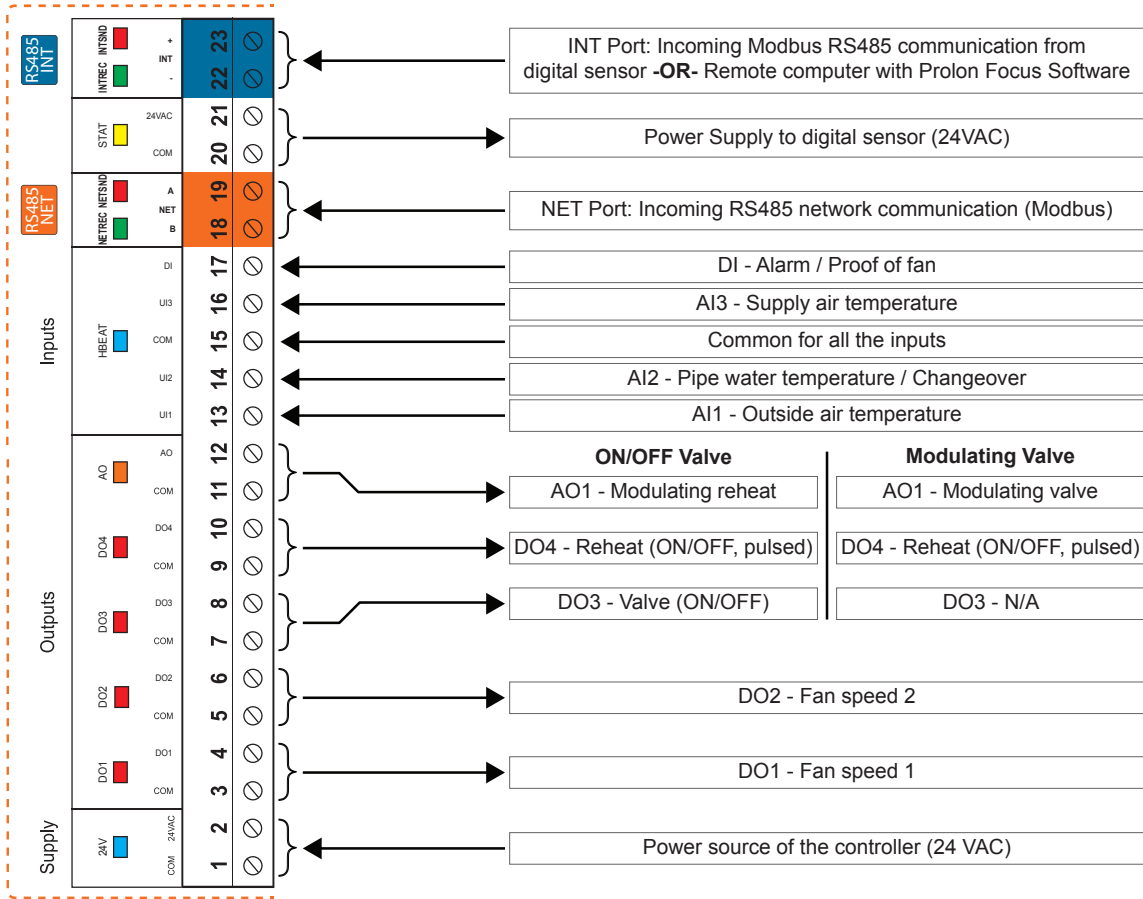 RS485
INT
INTREC INTSND
+
INT
-
23
22
INT Port: Incoming Modbus RS485 communication from
digital sensor -OR- Remote computer with Prolon Focus Software
STAT
24VAC
COM
21
20
Power Supply to digital sensor (24VAC)
RS485
NET
NETREC NETSND
A
NET
B
19
18
NET Port: Incoming RS485 network communication (Modbus)
Inputs
HBEAT
DI
17
DI - Alarm / Proof of fan
UI3
16
AI3 - Supply air temperature
COM
15
Common for all the inputs
UI2
14
AI2 - Pipe water temperature / Changeover
UI1
13
AI1 - Outside air temperature
Outputs
ON/OFF Valve
Modulating Valve
AO
AO
COM
12
11
AO1 - Modulating reheat
AO1 - Modulating valve
DO4
DO4
COM
10
9
DO4 - Reheat (ON/OFF, pulsed)
DO4 - Reheat (ON/OFF, pulsed)
DO3
DO3
COM
8
7
DO3 - Valve (ON/OFF)
DO3 - N/A
DO2
DO2
COM
6
5
DO2 - Fan speed 2
DO1
DO1
COM
4
3
DO1 - Fan speed 1
Supply
24V
24VAC
COM
2
1
Power source of the controller (24 VAC)